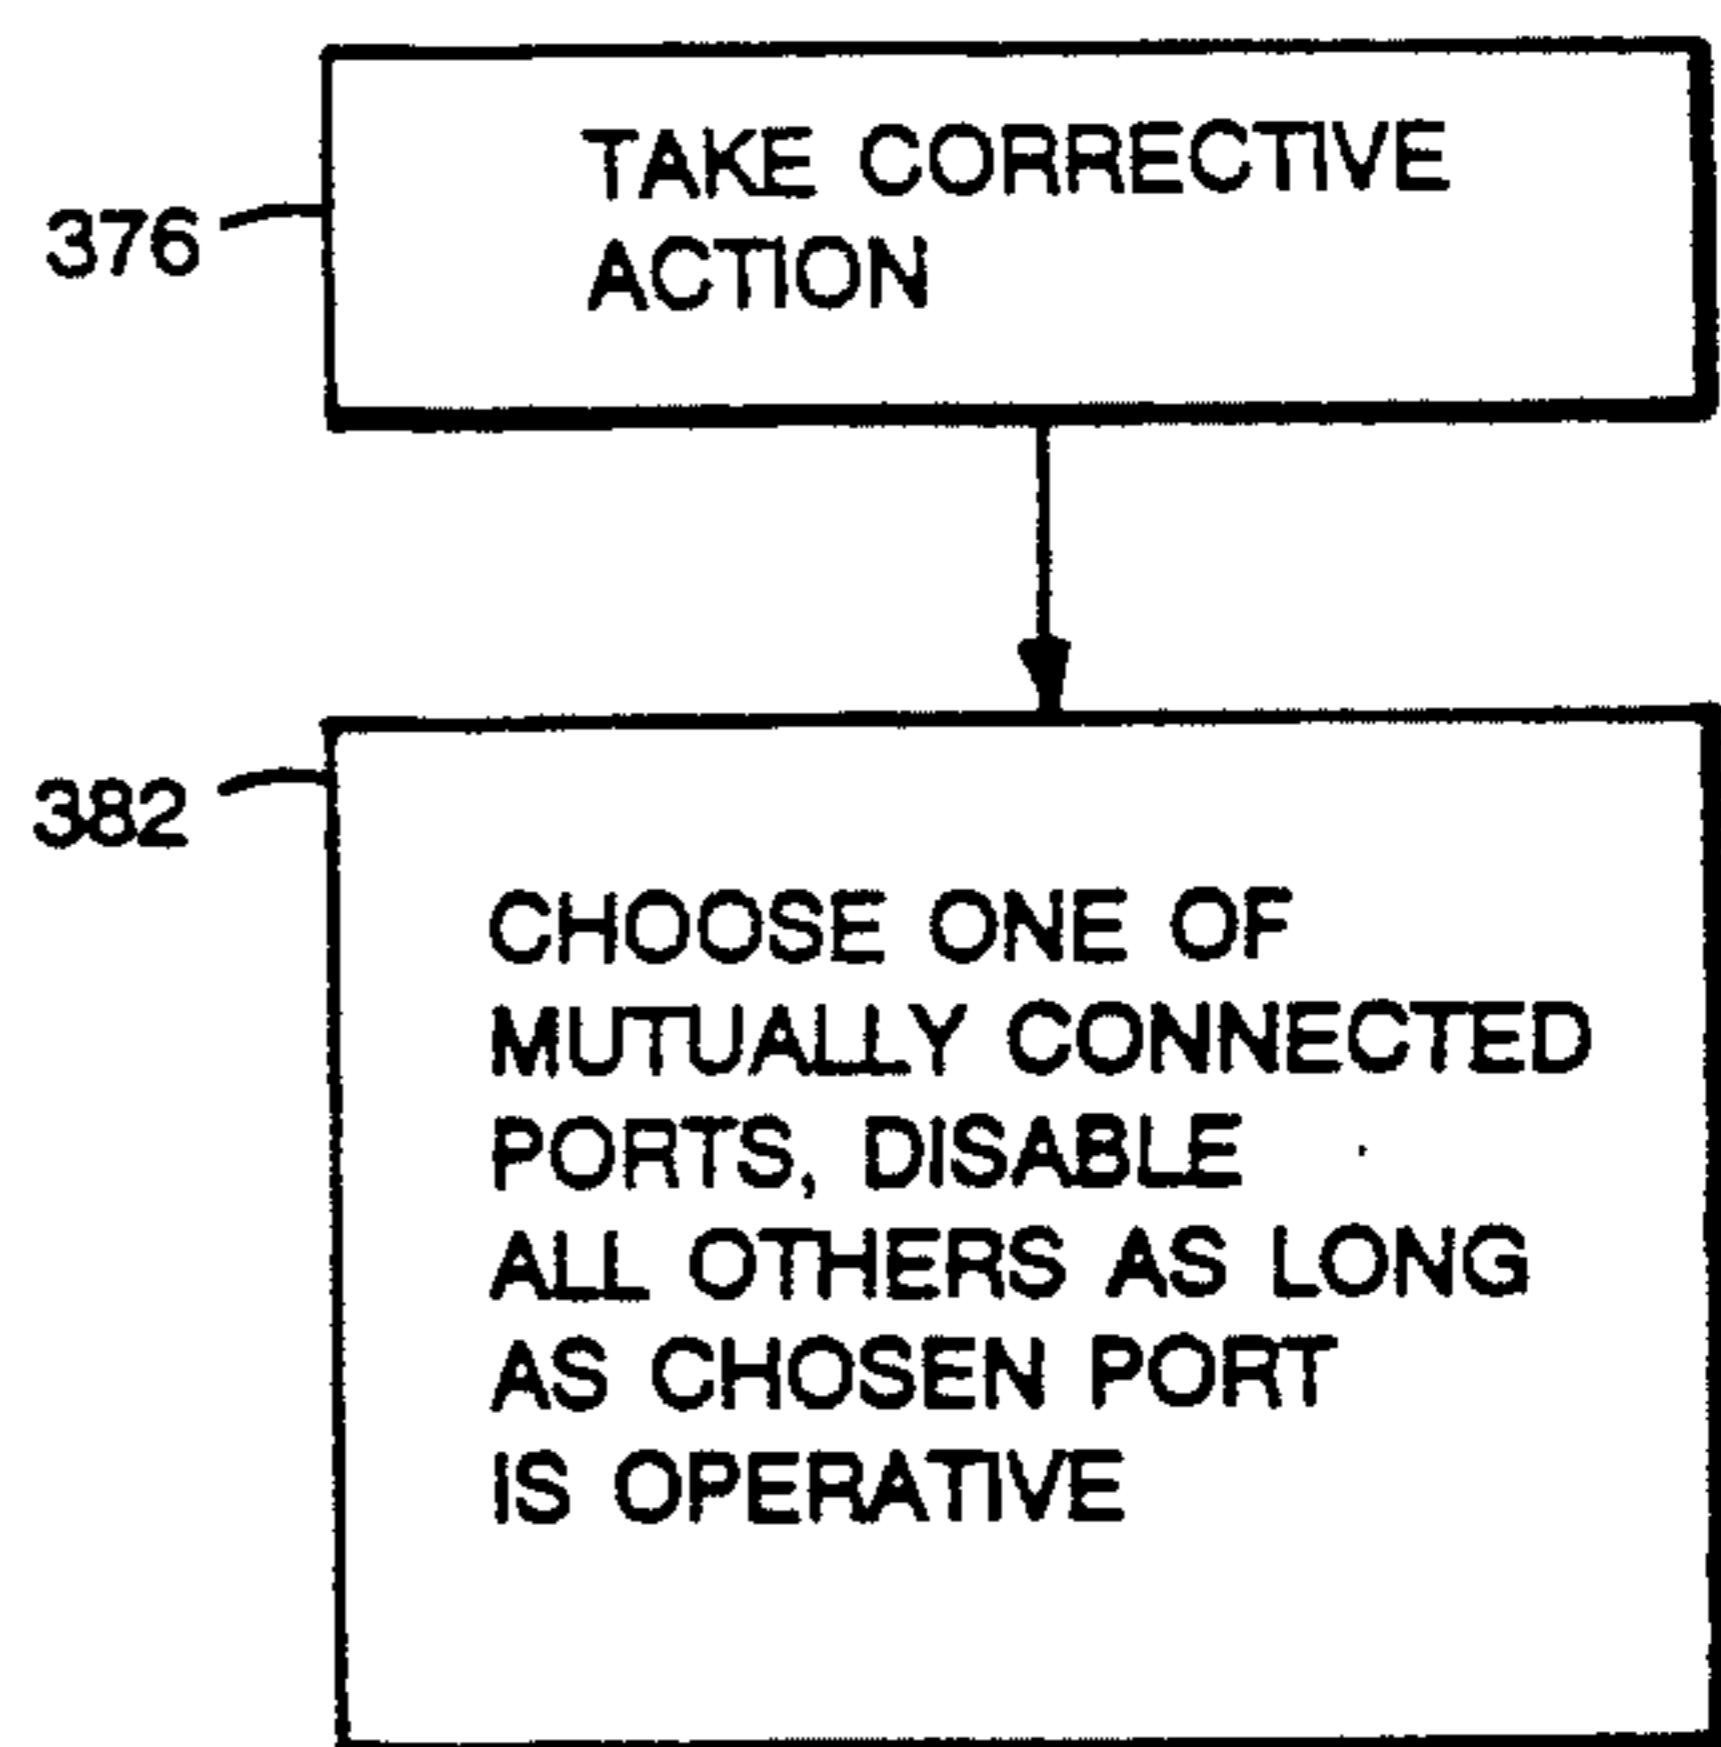 TAKE CORRECTIVE
ACTION
376
382
CHOOSE ONE OF
MUTUALLY CONNECTED
PORTS, DISABLE
ALL OTHERS AS LONG
AS CHOSEN PORT
IS OPERATIVE